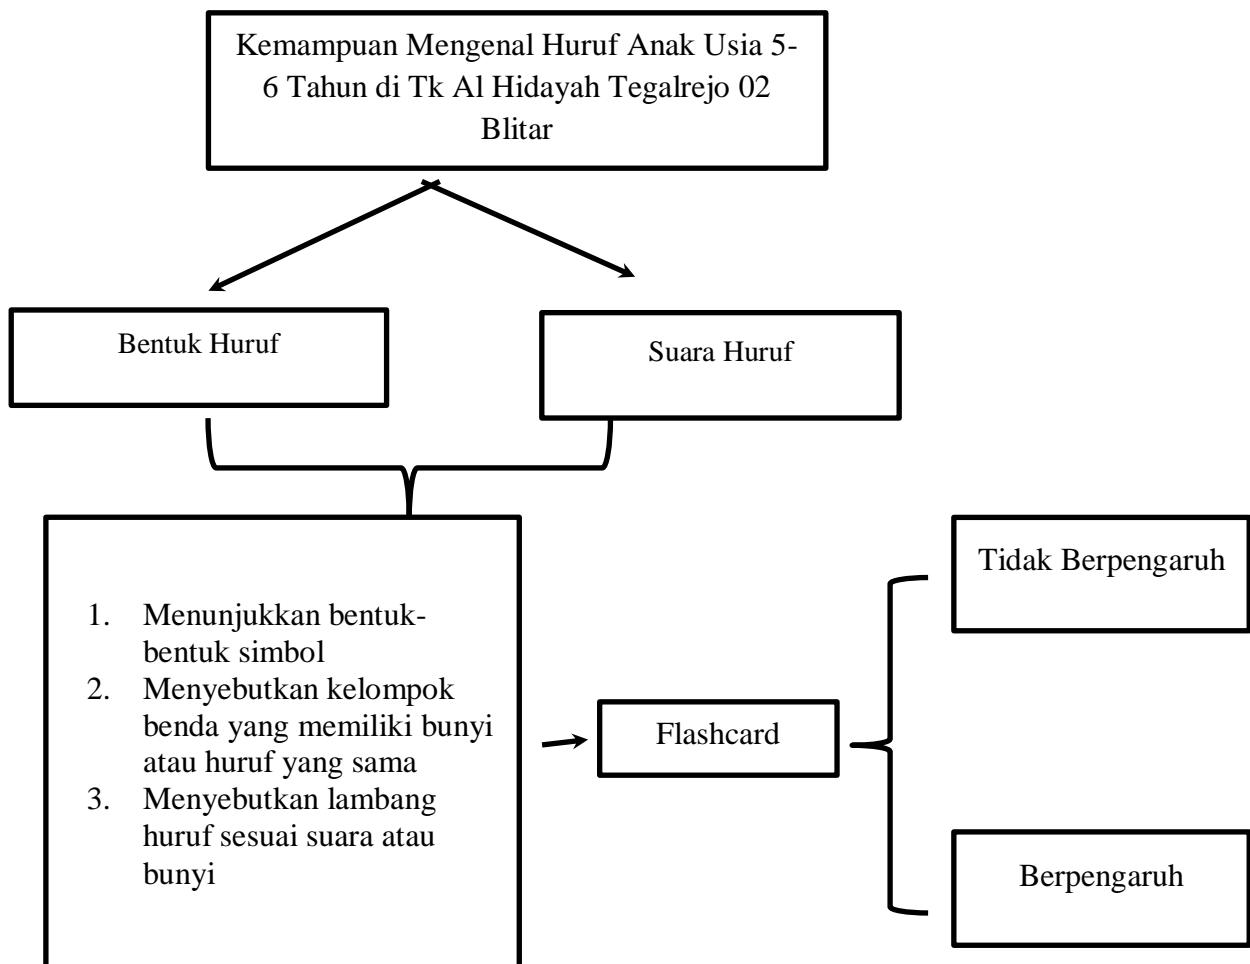 Kemampuan Mengenal Huruf Anak Usia 5-
6 Tahun di Tk Al Hidayah Tegalrejo 02
Blitar
Bentuk Huruf
Suara Huruf
1. Menunjukkan bentuk-
bentuk simbol
2. Menyebutkan kelompok
benda yang memiliki bunyi
atau huruf yang sama
3. Menyebutkan lambang
huruf sesuai suara atau
bunyi
Flashcard
Tidak Berpengaruh
Berpengaruh